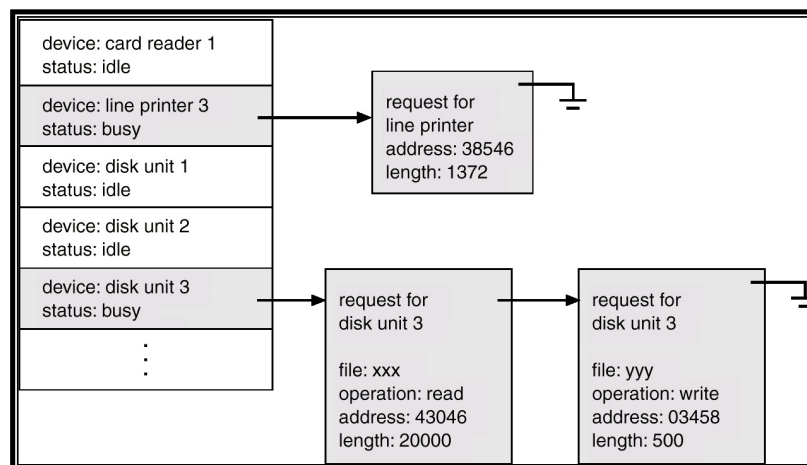 device: card reader 1
status: idle
device: line printer 3
status: busy
device: disk unit 1
status: idle
device: disk unit 2
status: idle
device: disk unit 3
status: busy
request for
line printer
address: 38546
length: 1372
request for
disk unit 3
file: xxx
operation: read
address: 43046
length: 20000
request for
disk unit 3
file: yyy
operation: write
address: 03458
length: 500